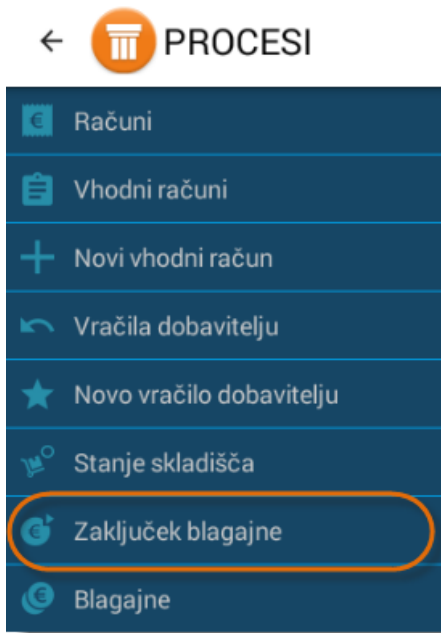 PROCESI
Računi
Vhodni računi
Novi vhodni račun
Vračila dobavitelju
Novo vračilo dobavitelju
Stanje skladišča
Zaključek blagajne
Blagajne